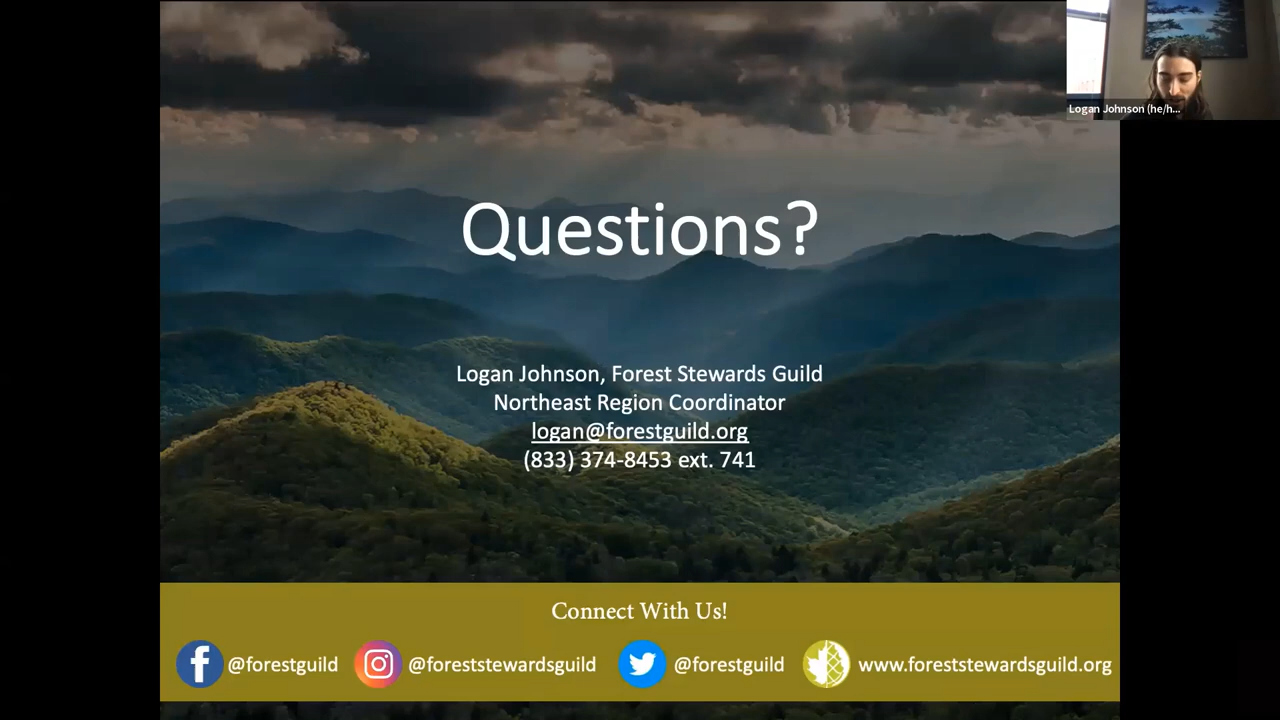 Logan Johnson (he/h...
Questions?
Logan Johnson, Forest Stewards Guild
Northeast Region Coordinator
logan@forestguild.org
(833) 374-8453 ext. 741
Connect With Us!
@forestguild @foreststewardsguild @forestguild www.foreststewardsguild.org